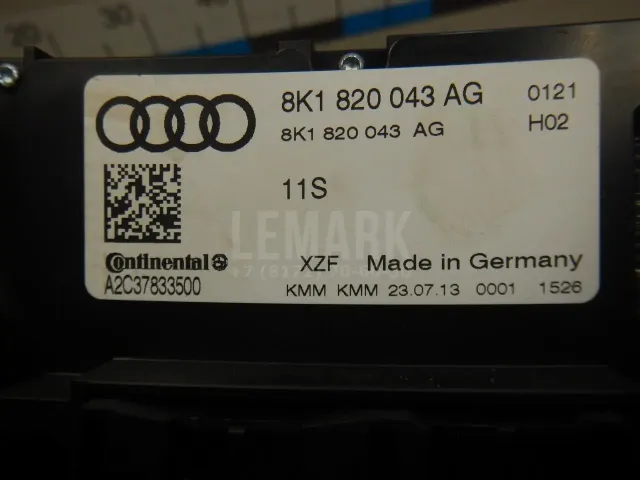 8K1 820 043 AG 0121
8K1 820 043 AG H02
11S
LEMARK
Continental XZF Made in Germany
A2C37833500 KMM KMM 23.07.13 0001 1526